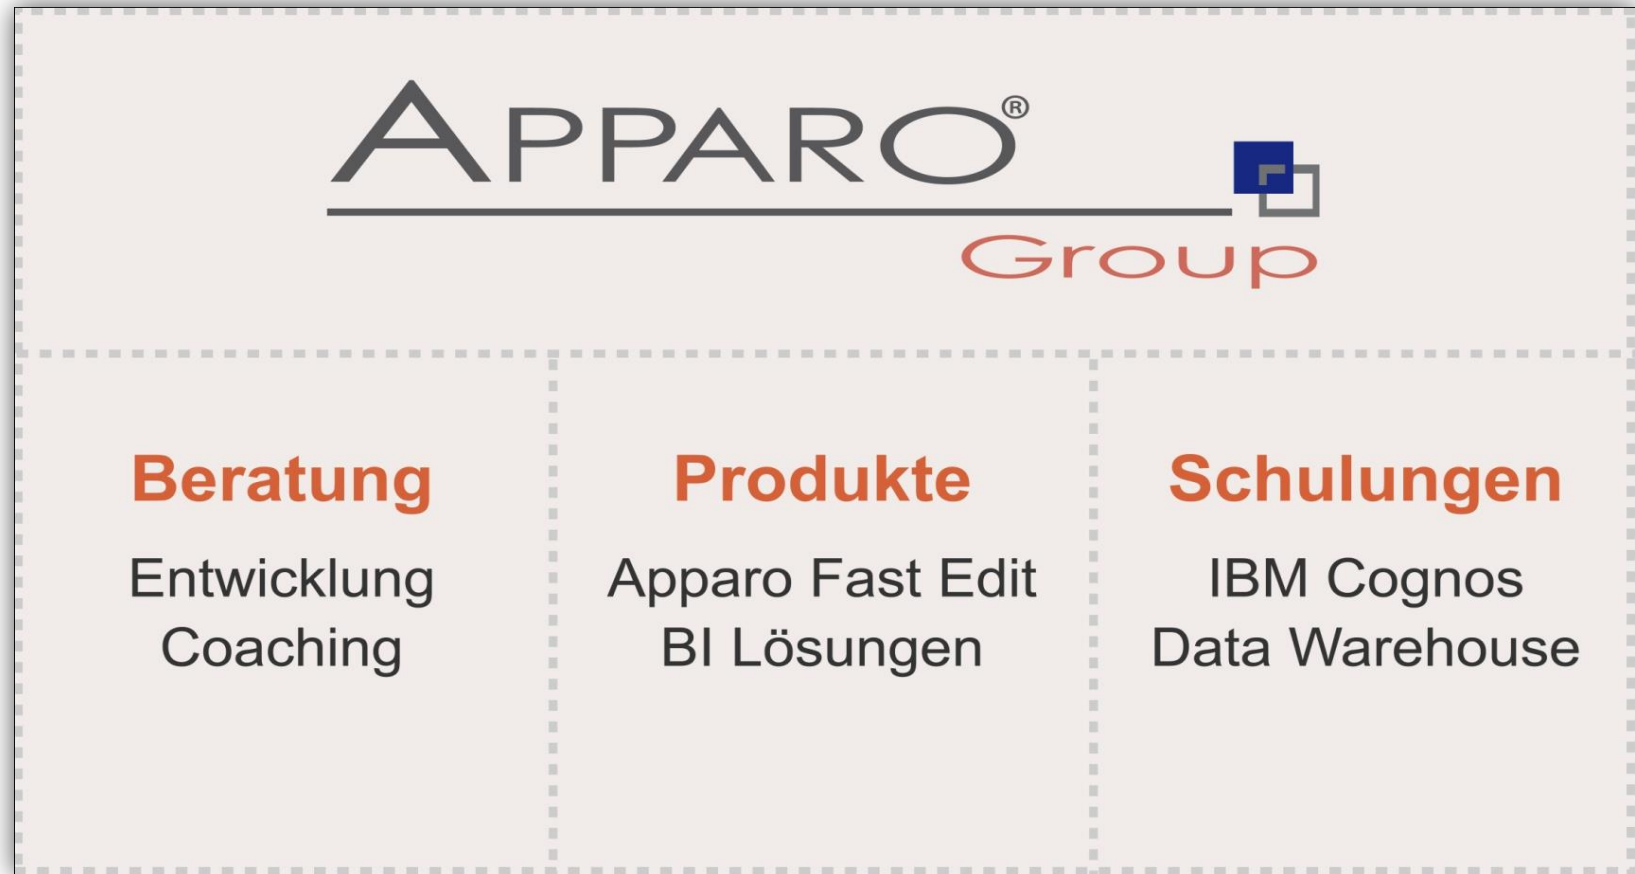 APPARO®
Group
Beratung
Entwicklung
Coaching
Produkte
Apparo Fast Edit
BI Lösungen
Schulungen
IBM Cognos
Data Warehouse